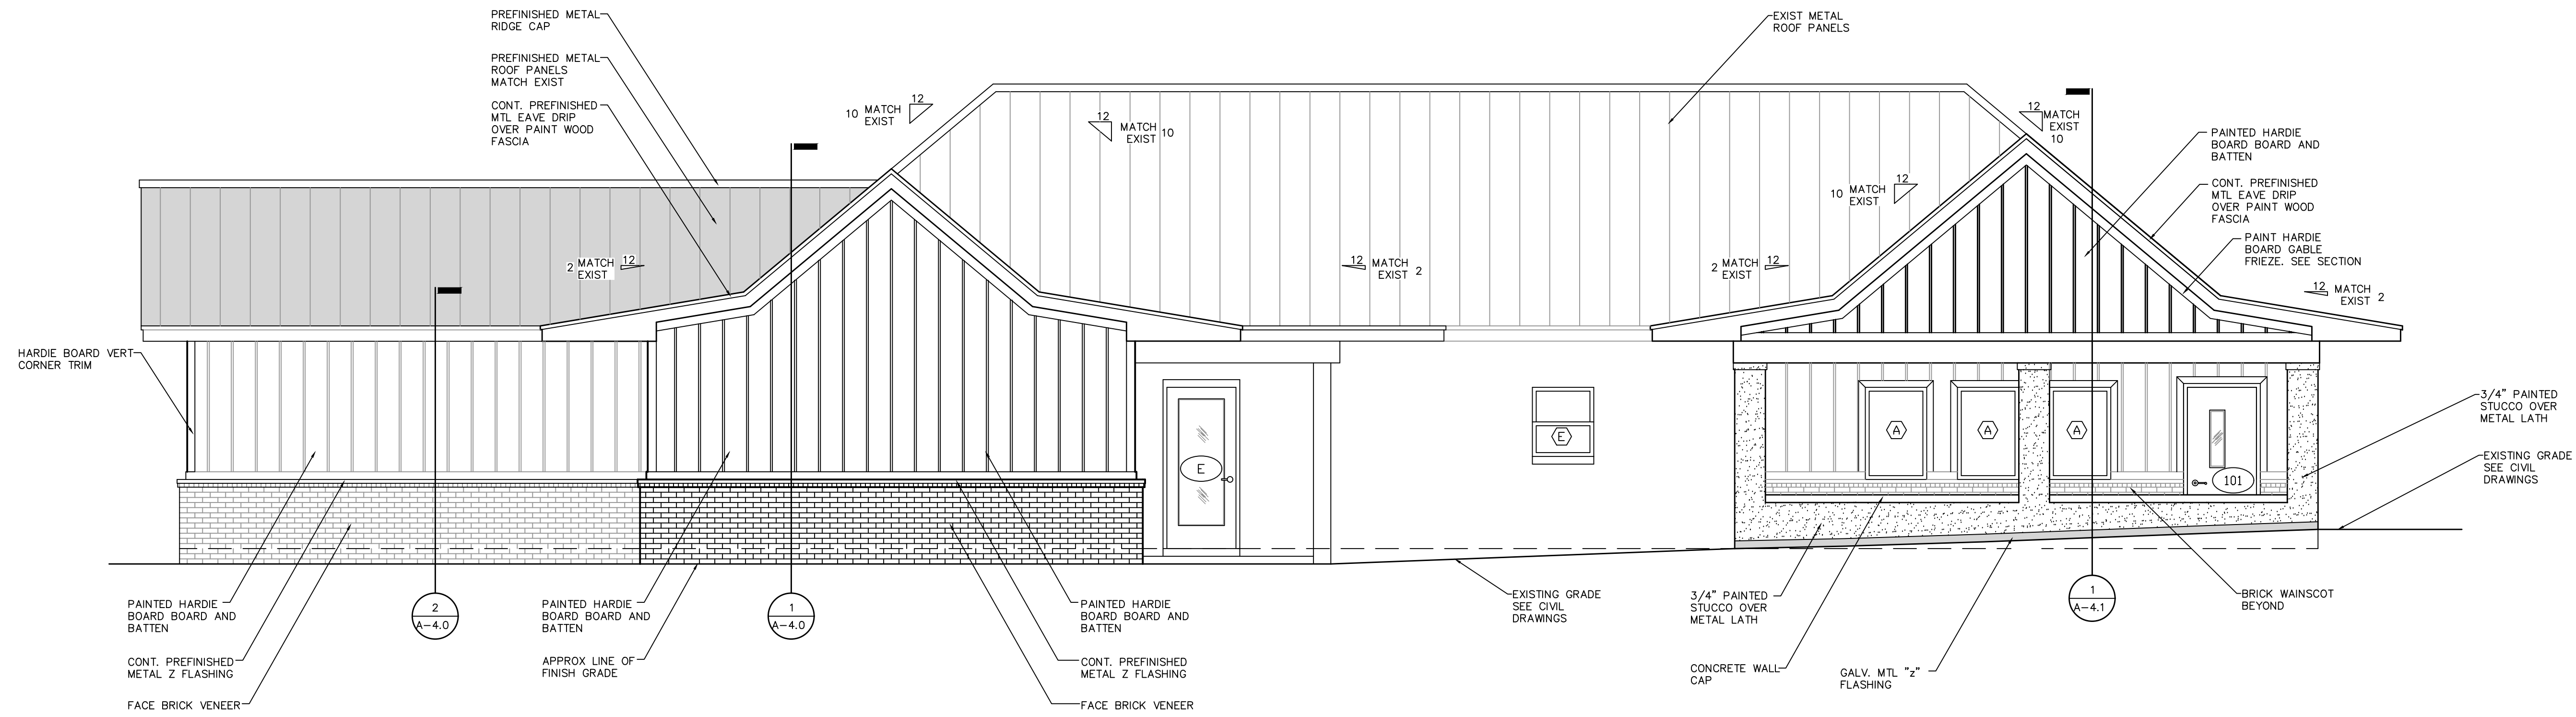 PREFINISHED METAL
RIDGE CAP
PREFINISHED METAL
ROOF PANELS
MATCH EXIST
CONT. PREFINISHED
MTL EAVE DRIP
OVER PAINT WOOD
FASCIA
EXIST METAL
ROOF PANELS
12
10 MATCH
EXIST
12
MATCH 10
EXIST
12
MATCH
EXIST
10
12
10 MATCH
EXIST
PAINTED HARDIE
BOARD BOARD AND
BATTEN
CONT. PREFINISHED
MTL EAVE DRIP
OVER PAINT WOOD
FASCIA
PAINT HARDIE
BOARD GABLE
FRIEZE. SEE SECTION
2 MATCH 12
EXIST
12 MATCH
EXIST 2
2 MATCH 12
EXIST
12 MATCH
EXIST 2
HARDIE BOARD VERT
CORNER TRIM
3/4" PAINTED
STUCCO OVER
METAL LATH
EXISTING GRADE
SEE CIVIL
DRAWINGS
E
E
A
A
A
101
PAINTED HARDIE
BOARD BOARD AND
BATTEN
CONT. PREFINISHED
METAL Z FLASHING
FACE BRICK VENEER
2
A-4.0
PAINTED HARDIE
BOARD BOARD AND
BATTEN
APPROX LINE OF
FINISH GRADE
1
A-4.0
PAINTED HARDIE
BOARD BOARD AND
BATTEN
CONT. PREFINISHED
METAL Z FLASHING
FACE BRICK VENEER
EXISTING GRADE
SEE CIVIL
DRAWINGS
3/4" PAINTED
STUCCO OVER
METAL LATH
CONCRETE WALL
CAP
GALV. MTL "z"
FLASHING
1
A-4.1
BRICK WAINSCOT
BEYOND